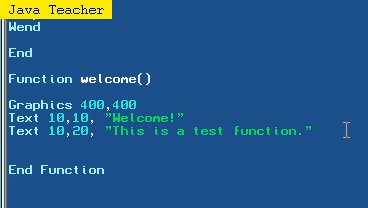 Java Teacher
Wend
End
Function welcome()
Graphics 400,400
Text 10,10, "Welcome!"
Text 10,20, "This is a test function."
End Function